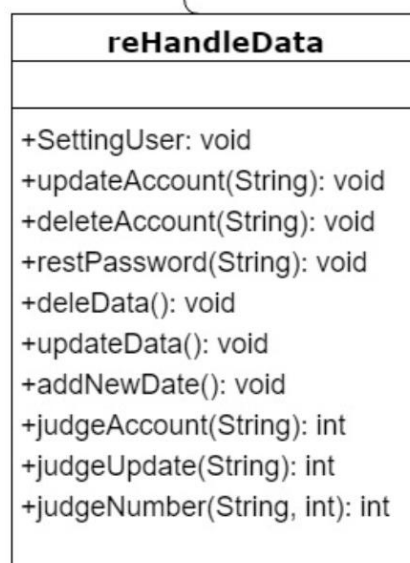 reHandleData
+SettingUser: void
+updateAccount(String): void
+deleteAccount(String): void
+restPassword(String): void
+deleData(): void
+updateData(): void
+addNewDate(): void
+judgeAccount(String): int
+judgeUpdate(String): int
+judgeNumber(String, int): int